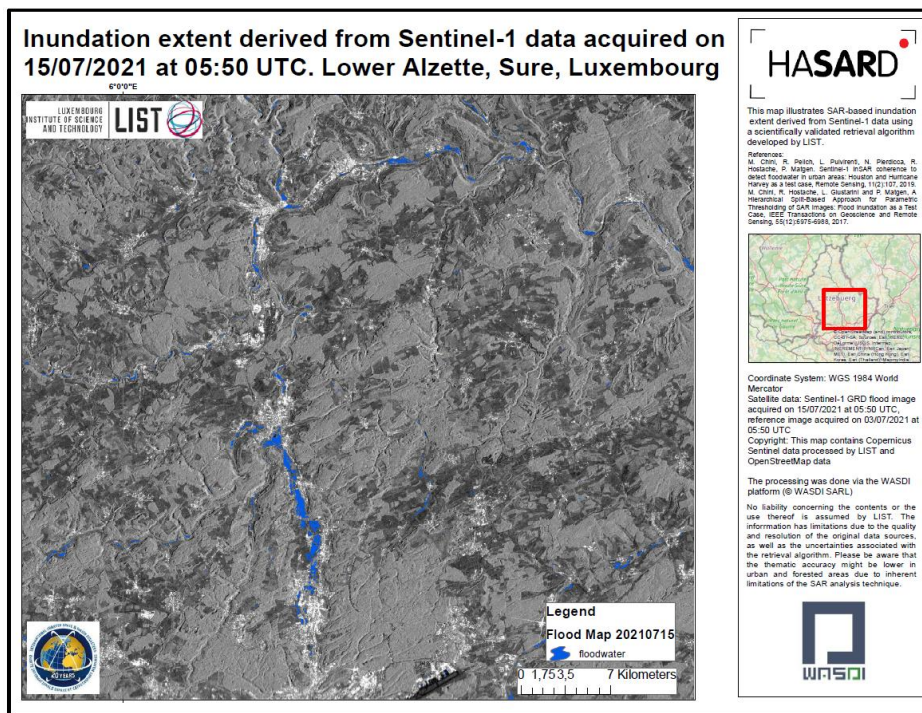 Inundation extent derived from Sentinel-1 data acquired on
15/07/2021 at 05:50 UTC. Lower Alzette, Sure, Luxembourg
6°0'0"E
LUXEMBOURG
INSTITUTE OF SCIENCE
AND TECHNOLOGY
LIST
20 YEARS
Legend
Flood Map 20210715
floodwater
0 1,753,5 7 Kilometers
HASARD
This map illustrates SAR-based inundation
extent derived from Sentinel-1 data using
a scientifically validated retrieval algorithm
developed by LIST.
References:
M. Chini, R. Pelich, L. Pulvirenti, N. Pierdicca, R.
Hostache, P. Matgen, Sentinel-1 InSAR coherence to
detect floodwater in urban areas: Houston and Hurricane
Harvey as a test case, Remote Sensing, 11(2):107, 2019.
M. Chini, R. Hostache, L. Giustarini and P. Matgen, A
Hierarchical Split-Based Approach for Parametric
Thresholding of SAR Images: Flood Inundation as a Test
Case, IEEE Transactions on Geoscience and Remote
Sensing, 55(12):6975-6988, 2017.
Coordinate System: WGS 1984 World
Mercator
Satellite data: Sentinel-1 GRD flood image
acquired on 15/07/2021 at 05:50 UTC,
reference image acquired on 03/07/2021 at
05:50 UTC
Copyright: This map contains Copernicus
Sentinel data processed by LIST and
OpenStreetMap data
The processing was done via the WASDI
platform (© WASDI SARL)
No liability concerning the contents or the
use thereof is assumed by LIST. The
information has limitations due to the quality
and resolution of the original data sources,
as well as the uncertainties associated with
the retrieval algorithm. Please be aware that
the thematic accuracy might be lower in
urban and forested areas due to inherent
limitations of the SAR analysis technique.
WASDI